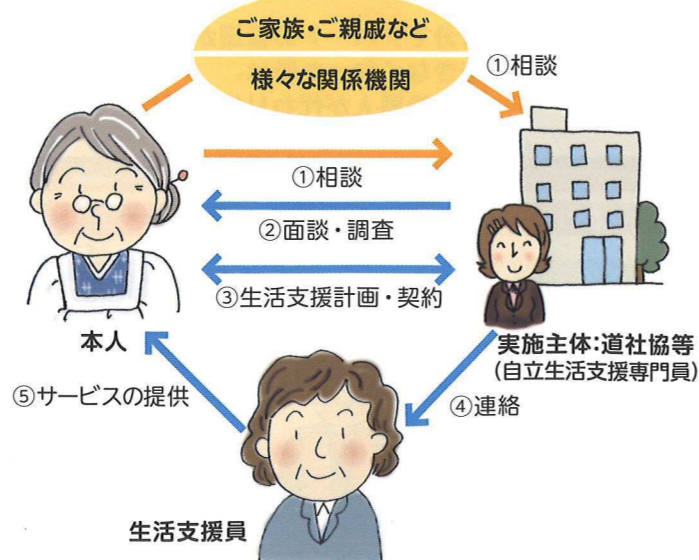 ご家族・ご親戚など
様々な関係機関
①相談
①相談
②面談・調査
③生活支援計画・契約
本人
実施主体：道社協等
（自立生活支援専門員）
④連絡
⑤サービスの提供
生活支援員